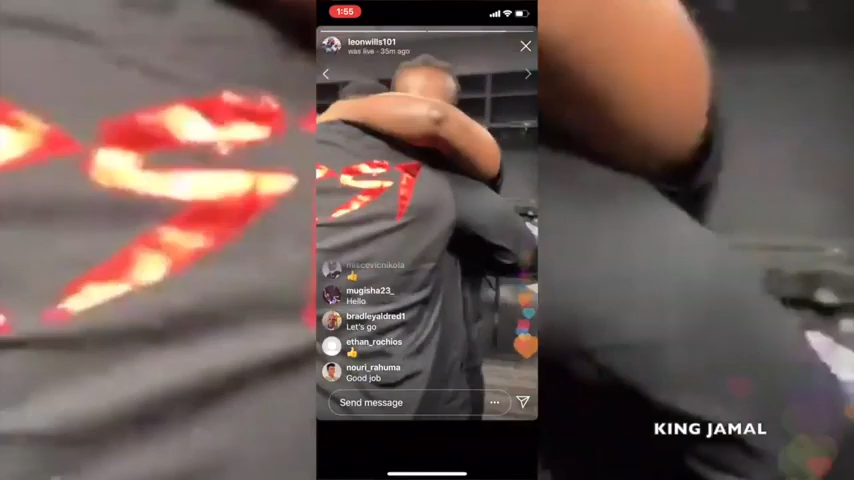 1:55
leonwills101
was live · 35m ago
miscevicnikola
👍
mugisha23_
Hello
bradleyaldred1
Let's go
ethan_rochios
👍
nouri_rahuma
Good job
Send message
KING JAMAL